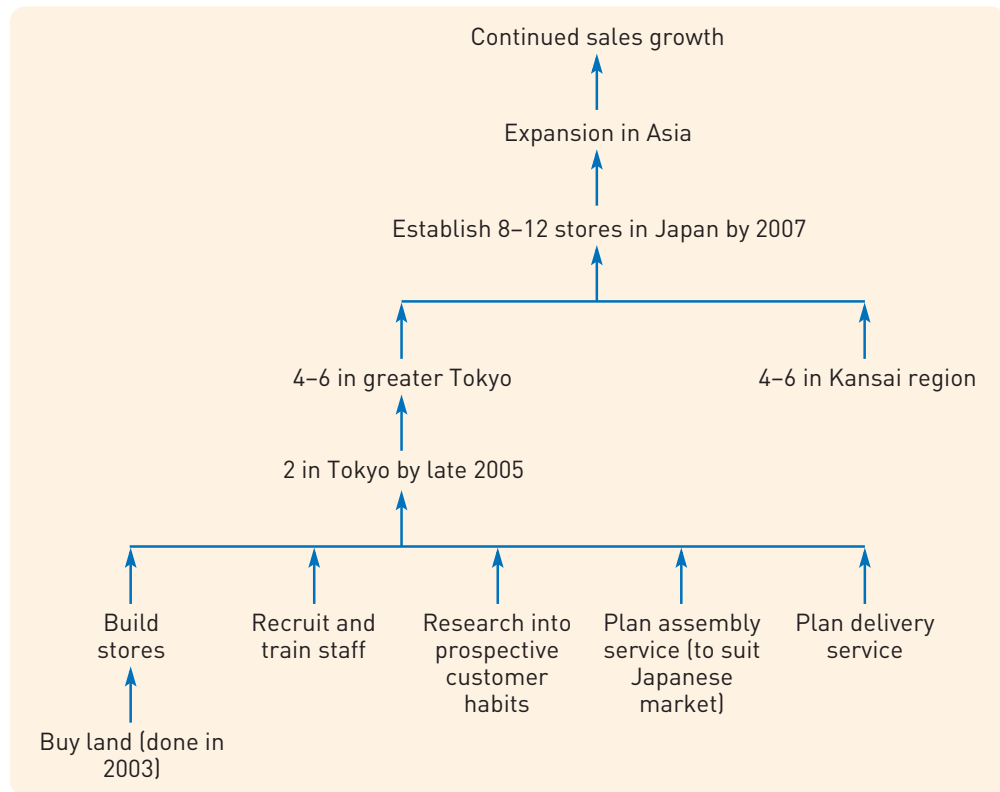 Continued sales growth
Expansion in Asia
Establish 8–12 stores in Japan by 2007
4–6 in greater Tokyo
4–6 in Kansai region
2 in Tokyo by late 2005
Build
stores
Recruit and
train staff
Research into
prospective
customer
habits
Plan assembly
service (to suit
Japanese
market)
Plan delivery
service
Buy land (done in
2003)